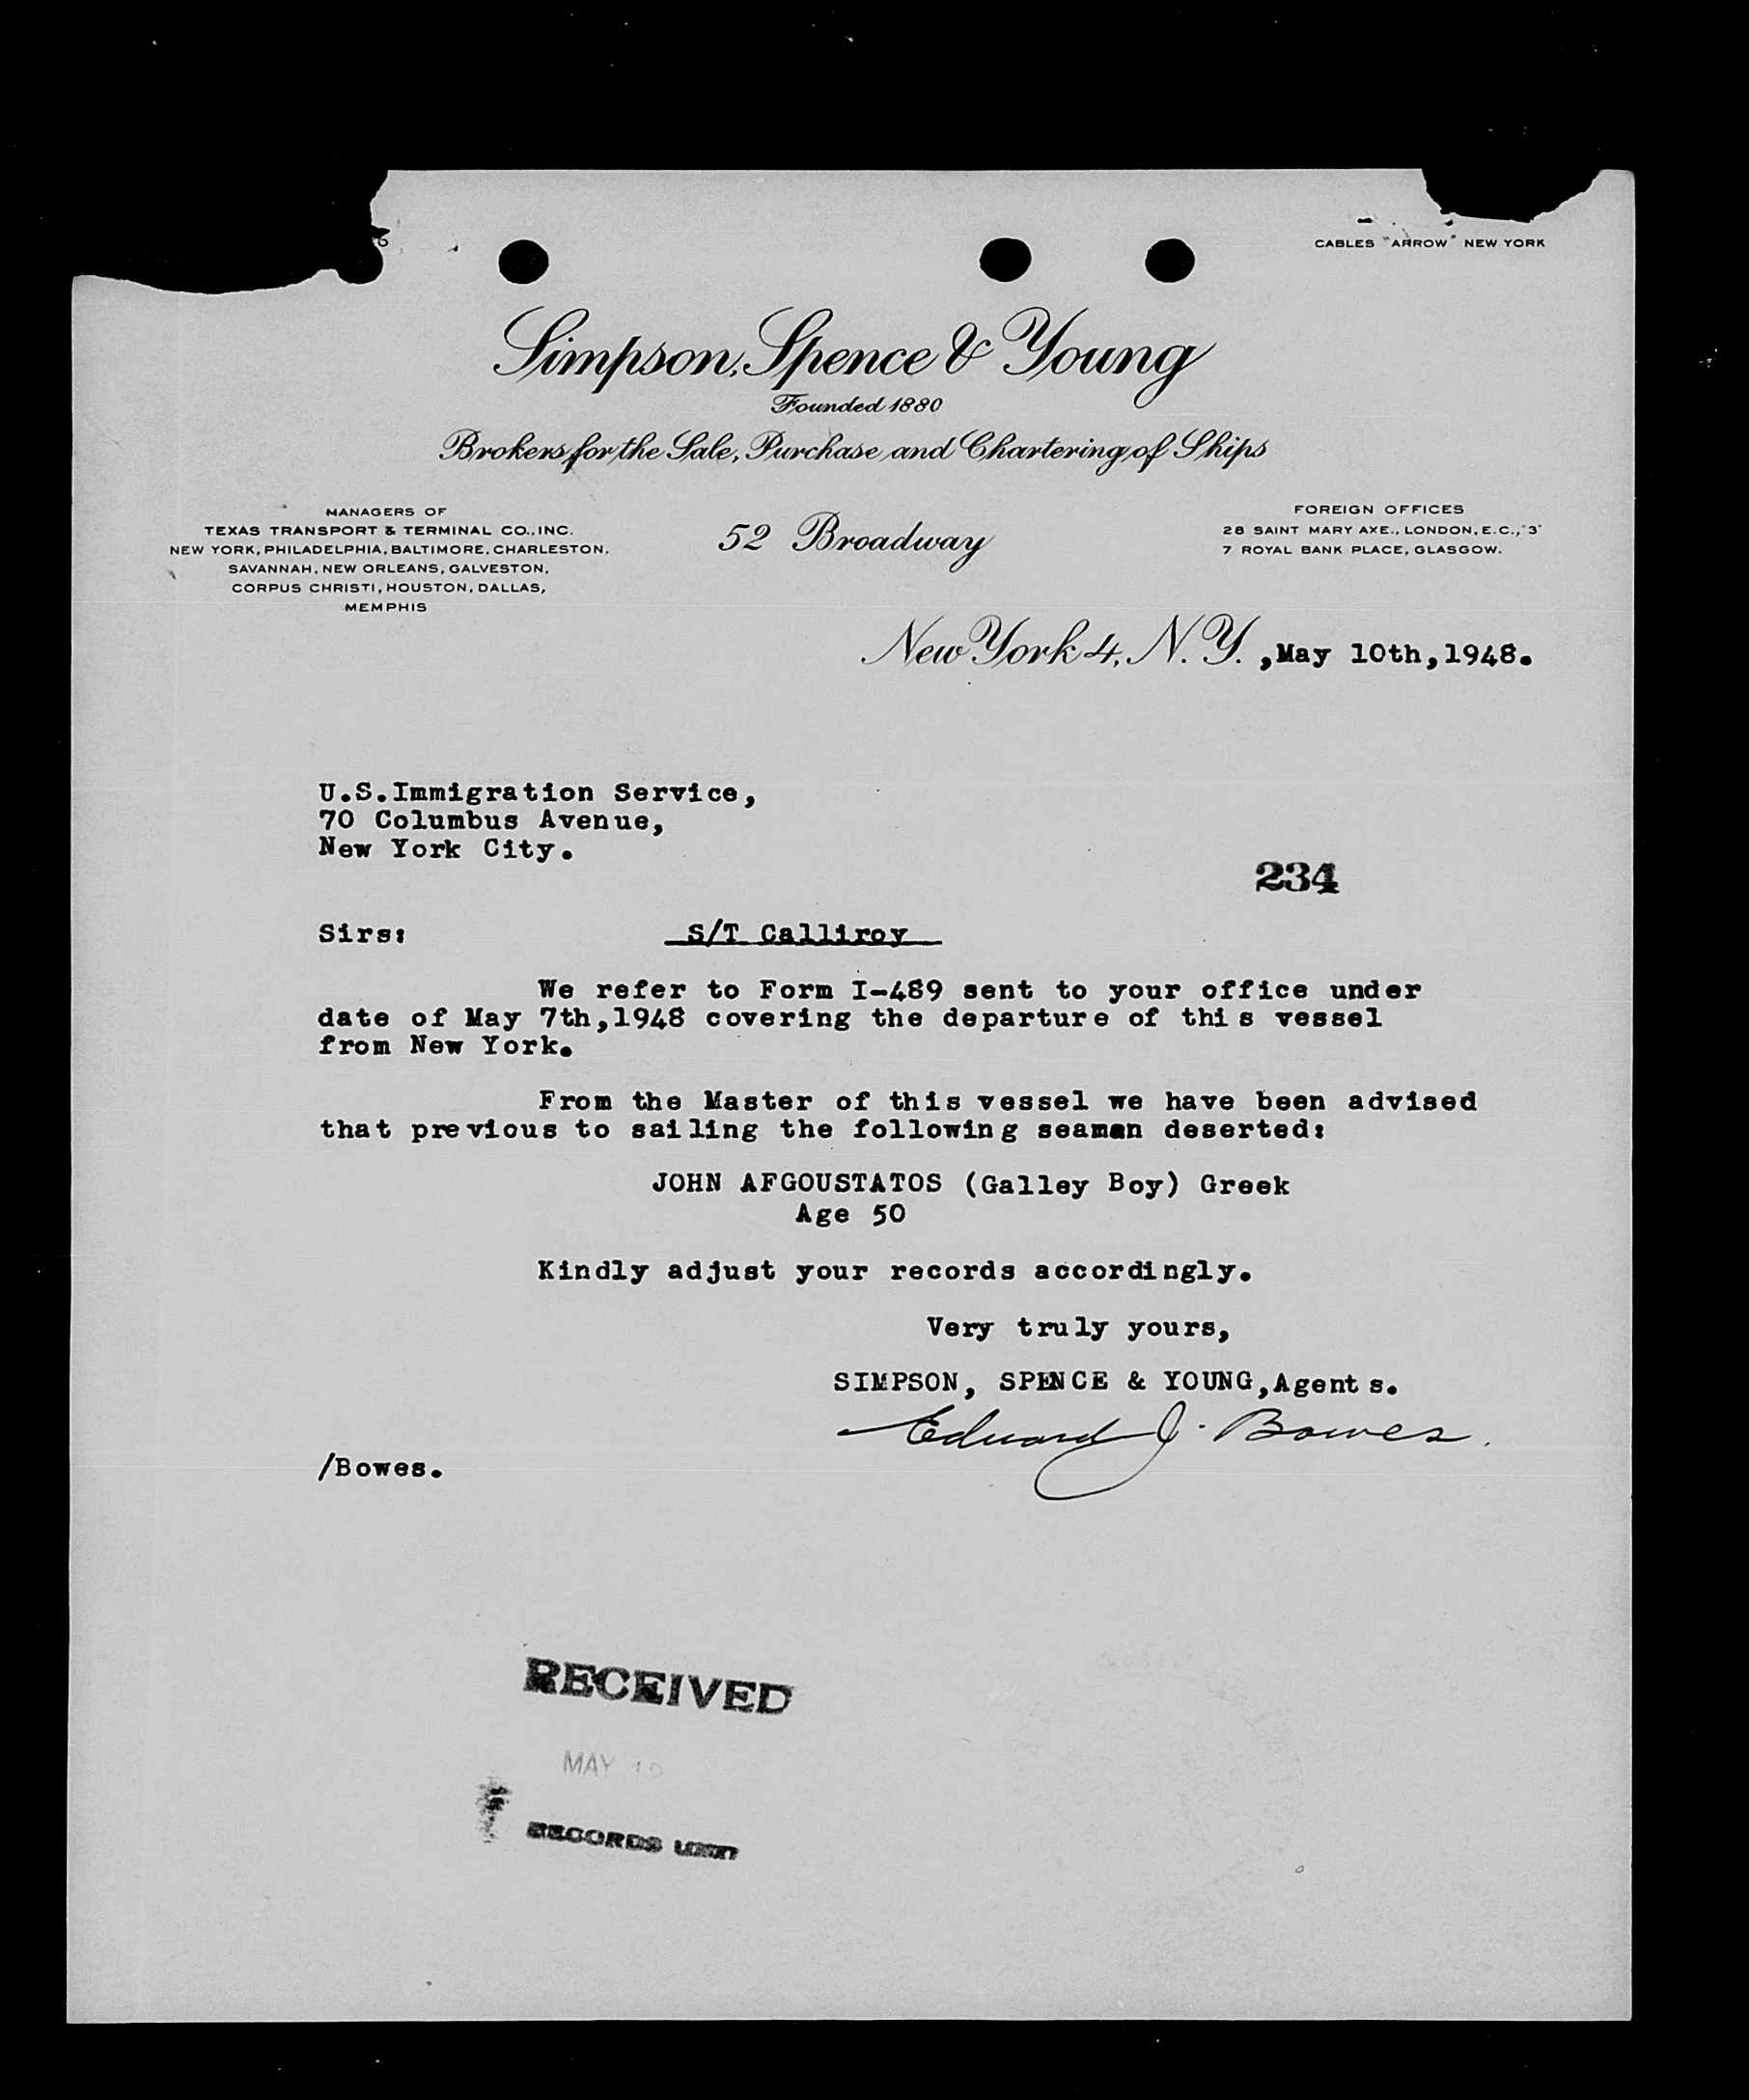 CABLES "ARROW" NEW YORK
Simpson, Spence & Young
Founded 1880
Brokers for the Sale, Purchase and Chartering of Ships
MANAGERS OF
TEXAS TRANSPORT & TERMINAL CO., INC.
NEW YORK, PHILADELPHIA, BALTIMORE, CHARLESTON,
SAVANNAH, NEW ORLEANS, GALVESTON,
CORPUS CHRISTI, HOUSTON, DALLAS,
MEMPHIS
52 Broadway
FOREIGN OFFICES
28 SAINT MARY AXE., LONDON, E.C., "3"
7 ROYAL BANK PLACE, GLASGOW.
New York 4, N.Y. ,May 10th,1948.
U.S.Immigration Service,
70 Columbus Avenue,
New York City.
234
Sirs: S/T Calliroy
We refer to Form I-489 sent to your office under
date of May 7th,1948 covering the departure of this vessel
from New York.
From the Master of this vessel we have been advised
that previous to sailing the following seaman deserted:
JOHN AFGOUSTATOS (Galley Boy) Greek
Age 50
Kindly adjust your records accordingly.
Very truly yours,
SIMPSON, SPENCE & YOUNG,Agents.
Edward J. Bowes.
/Bowes.
RECEIVED
MAY
RECORDS UNIT